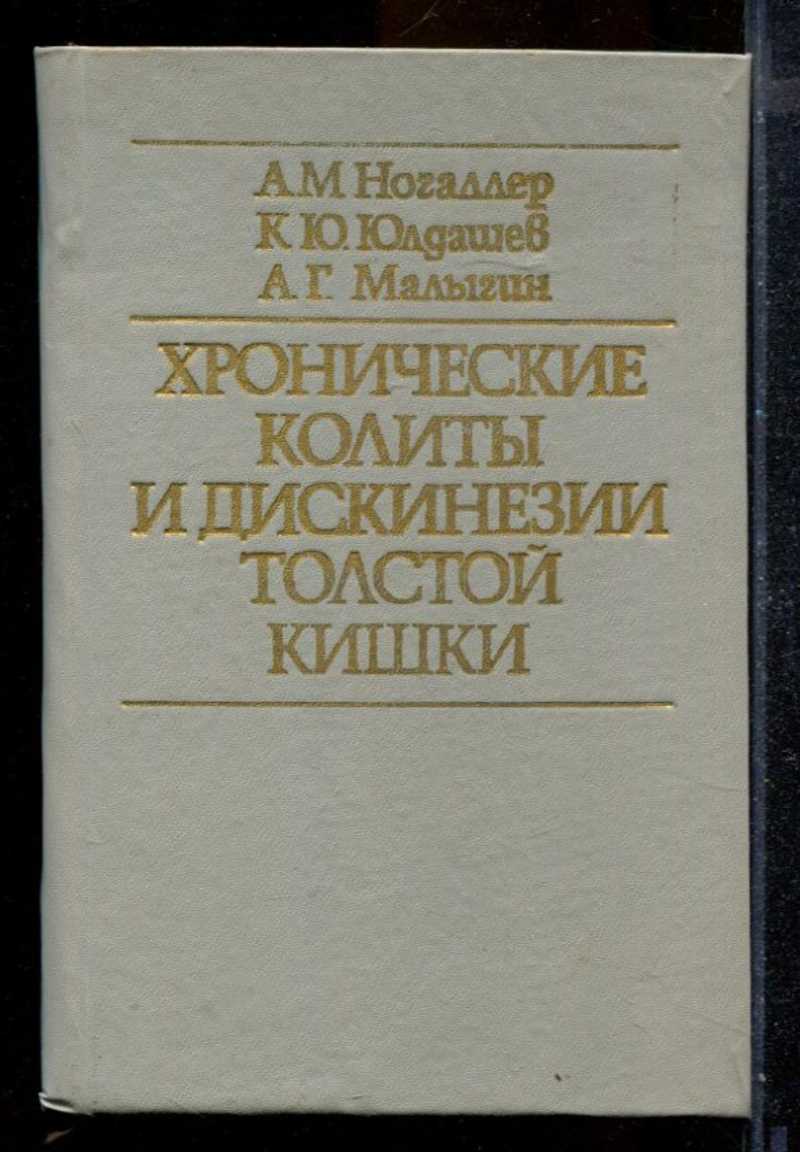 А.М Ногаллер
К.Ю. Юлдашев
А.Г. Малыгин
ХРОНИЧЕСКИЕ
КОЛИТЫ
И ДИСКИНЕЗИИ
ТОЛСТОЙ
КИШКИ